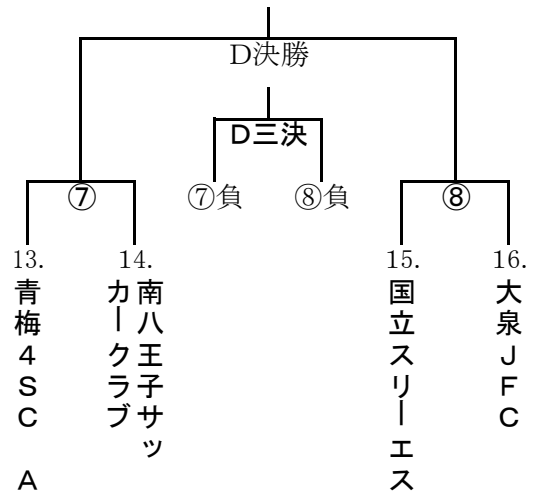 D決勝
D三決
⑦
⑦負
⑧負
⑧
13.
14.
15.
16.
青梅4SC A
南八王子サッ
カークラブ
国立スリーエス
大泉JFC